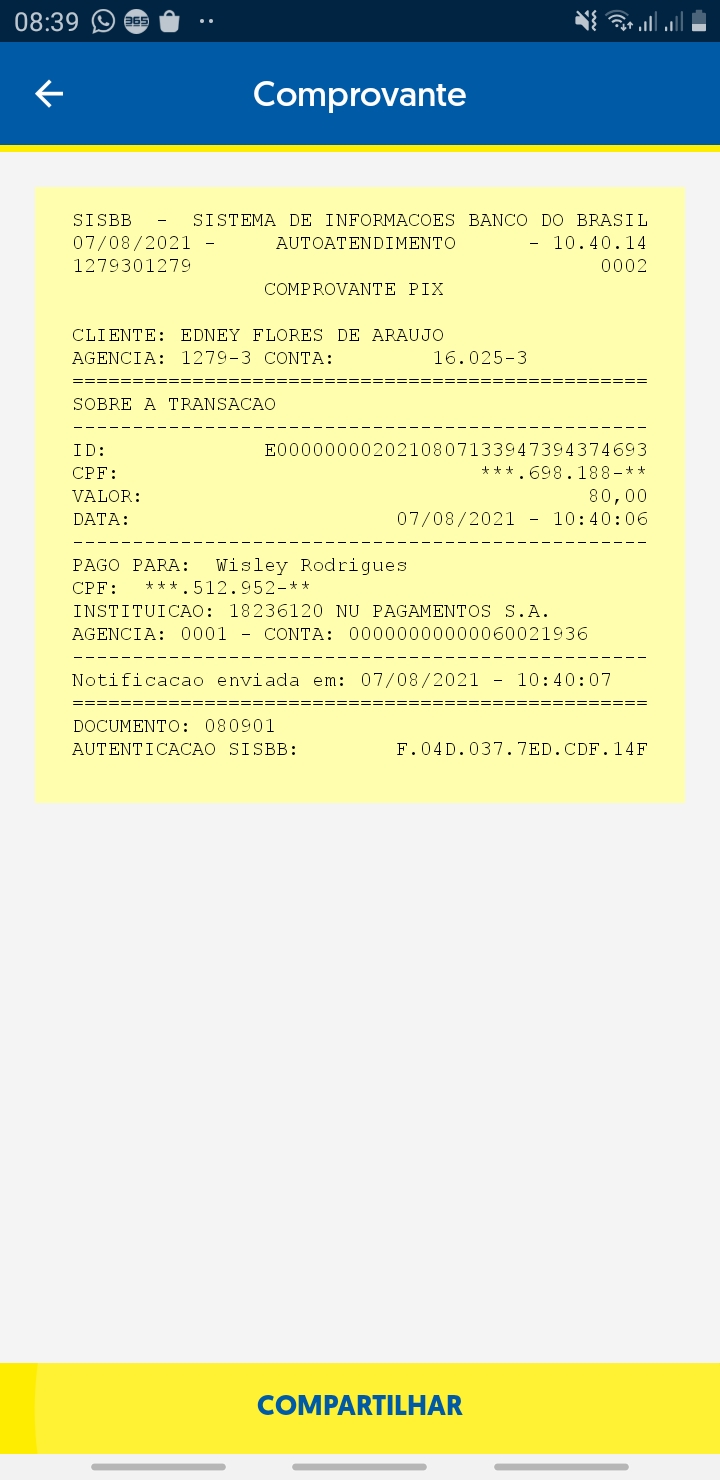 08:39
365
Comprovante
SISBB - SISTEMA DE INFORMACOES BANCO DO BRASIL
07/08/2021 - AUTOATENDIMENTO - 10.40.14
1279301279 0002
COMPROVANTE PIX
CLIENTE: EDNEY FLORES DE ARAUJO
AGENCIA: 1279-3 CONTA: 16.025-3
================================================
SOBRE A TRANSACAO
------------------------------------------------
ID: E0000000020210807133947394374693
CPF: ***.698.188-**
VALOR: 80,00
DATA: 07/08/2021 - 10:40:06
------------------------------------------------
PAGO PARA: Wisley Rodrigues
CPF: ***.512.952-**
INSTITUICAO: 18236120 NU PAGAMENTOS S.A.
AGENCIA: 0001 - CONTA: 00000000000060021936
------------------------------------------------
Notificacao enviada em: 07/08/2021 - 10:40:07
================================================
DOCUMENTO: 080901
AUTENTICACAO SISBB: F.04D.037.7ED.CDF.14F
COMPARTILHAR